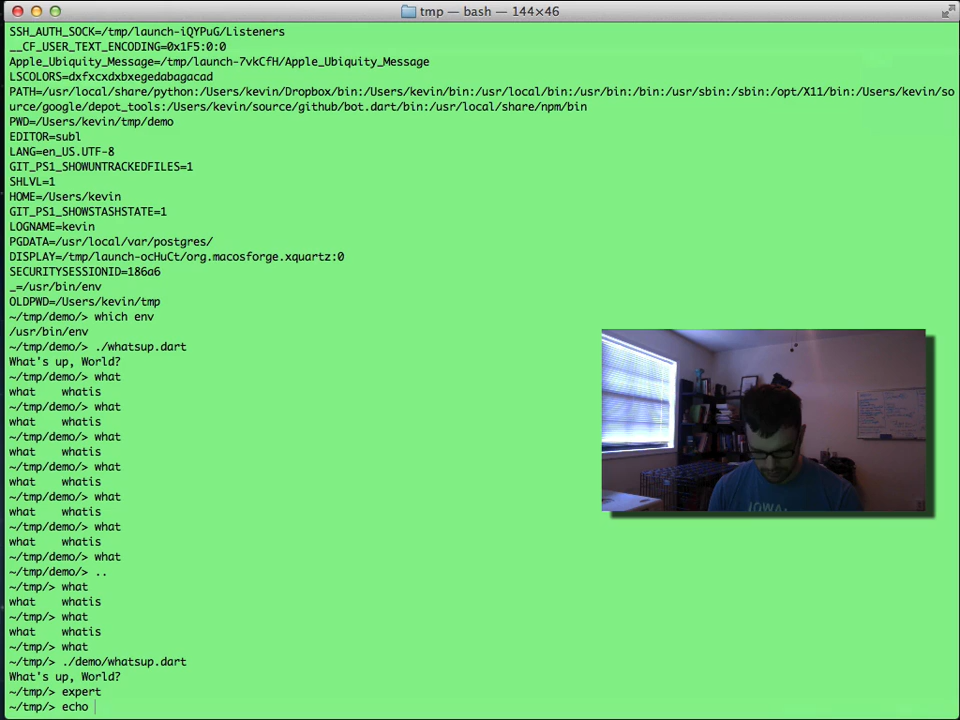 tmp — bash — 144×46
SSH_AUTH_SOCK=/tmp/launch-iQYPuG/Listeners
__CF_USER_TEXT_ENCODING=0x1F5:0:0
Apple_Ubiquity_Message=/tmp/launch-7vkCfH/Apple_Ubiquity_Message
LSCOLORS=dxfxcxdxbxegedabagacad
PATH=/usr/local/share/python:/Users/kevin/Dropbox/bin:/Users/kevin/bin:/usr/local/bin:/usr/bin:/bin:/usr/sbin:/sbin:/opt/X11/bin:/Users/kevin/so
urce/google/depot_tools:/Users/kevin/source/github/bot.dart/bin:/usr/local/share/npm/bin
PWD=/Users/kevin/tmp/demo
EDITOR=subl
LANG=en_US.UTF-8
GIT_PS1_SHOWUNTRACKEDFILES=1
SHLVL=1
HOME=/Users/kevin
GIT_PS1_SHOWSTASHSTATE=1
LOGNAME=kevin
PGDATA=/usr/local/var/postgres/
DISPLAY=/tmp/launch-ocHuCt/org.macosforge.xquartz:0
SECURITYSESSIONID=186a6
_=/usr/bin/env
OLDPWD=/Users/kevin/tmp
~/tmp/demo/> which env
/usr/bin/env
~/tmp/demo/> ./whatsup.dart
What's up, World?
~/tmp/demo/> what
what    whatis
~/tmp/demo/> what
what    whatis
~/tmp/demo/> what
what    whatis
~/tmp/demo/> what
what    whatis
~/tmp/demo/> what
what    whatis
~/tmp/demo/> what
what    whatis
~/tmp/demo/> what
~/tmp/demo/> ..
~/tmp/> what
what    whatis
~/tmp/> what
what    whatis
~/tmp/> what
~/tmp/> ./demo/whatsup.dart
What's up, World?
~/tmp/> expert
~/tmp/> echo
IOWA